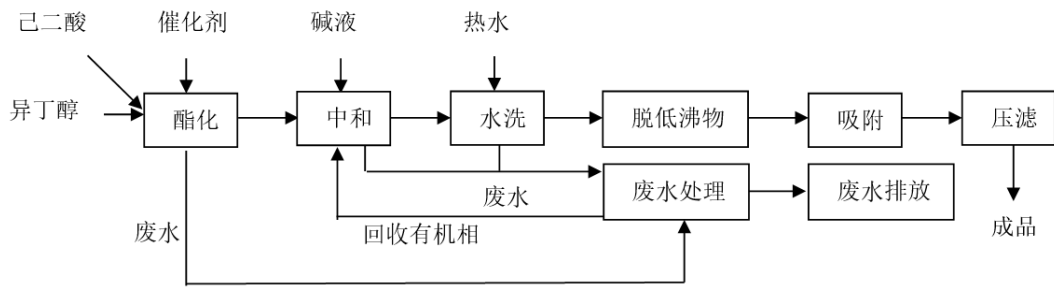 己二酸
催化剂
碱液
热水
异丁醇
酯化
中和
水洗
脱低沸物
吸附
压滤
废水
废水处理
废水排放
废水
回收有机相
成品